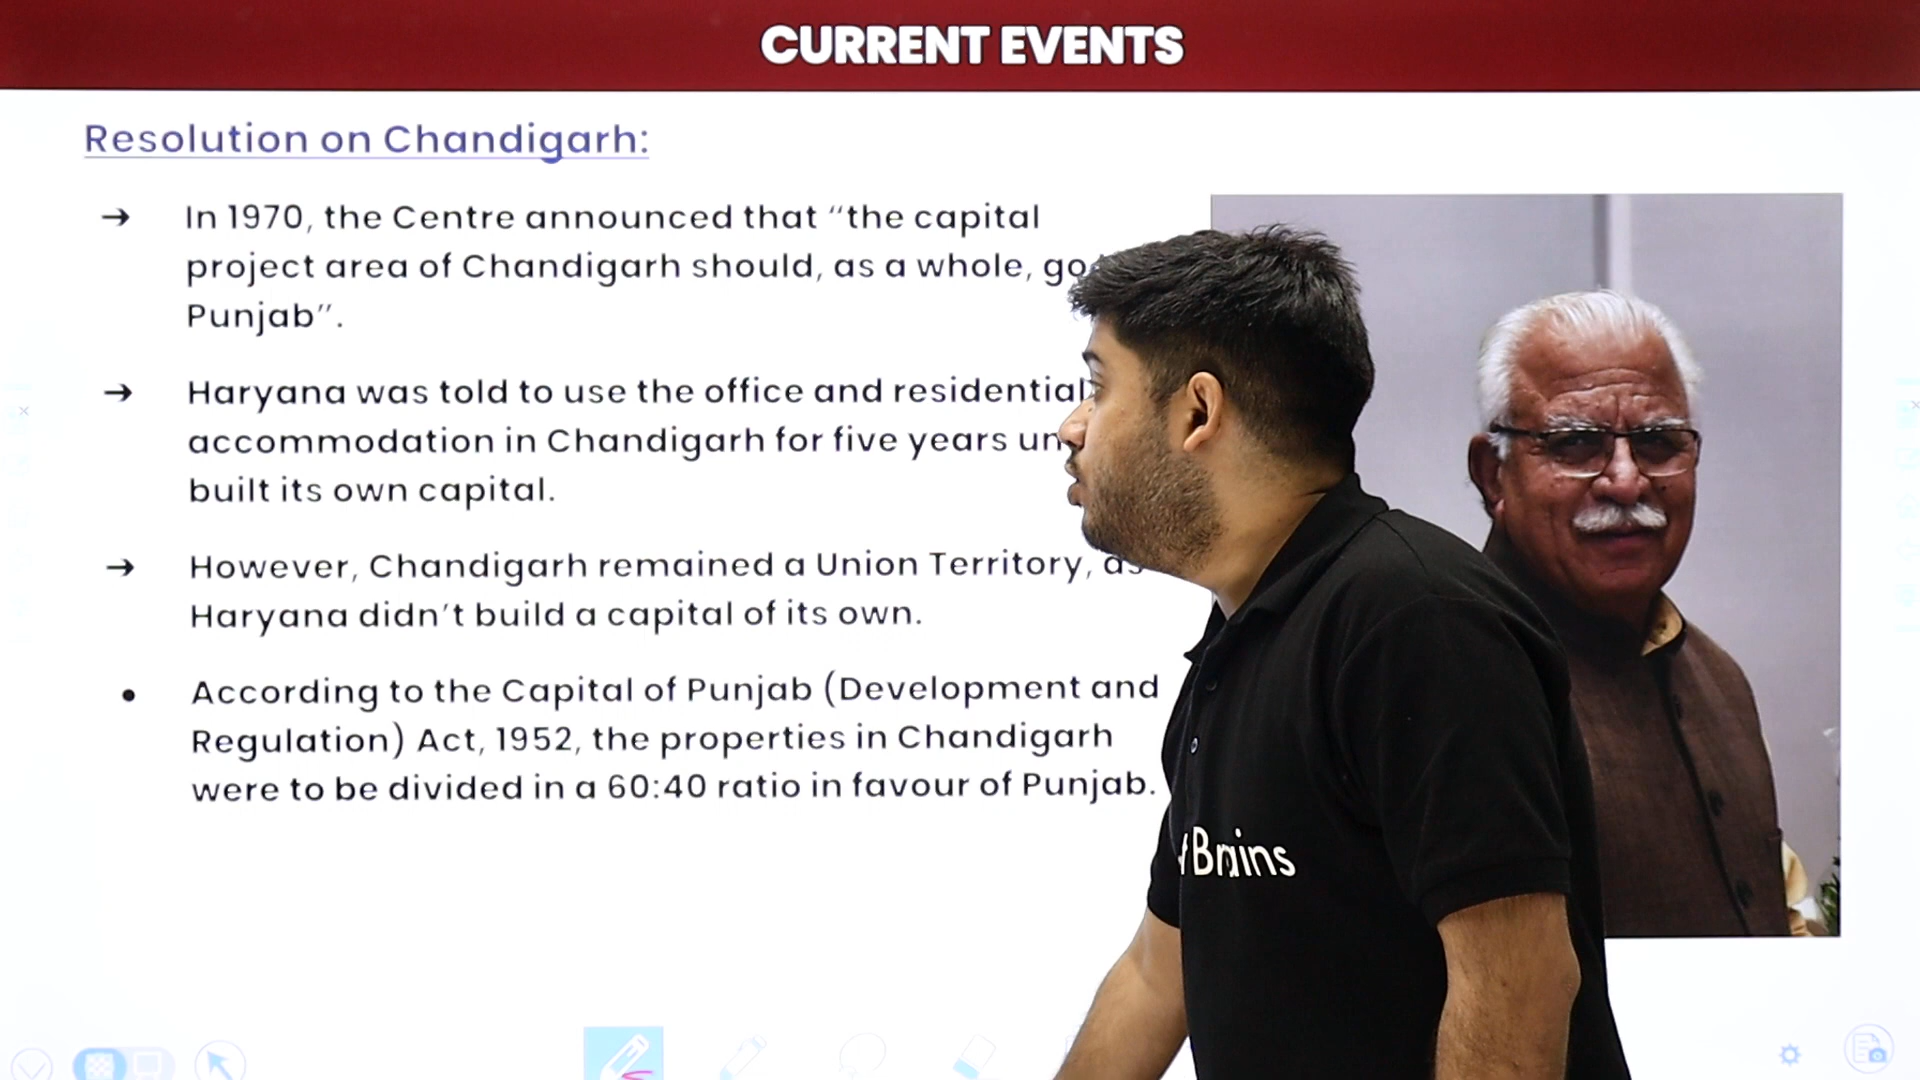 CURRENT EVENTS
Resolution on Chandigarh:
→ In 1970, the Centre announced that “the capital
project area of Chandigarh should, as a whole, go
Punjab”.
→ Haryana was told to use the office and residential
accommodation in Chandigarh for five years
built its own capital.
→ However, Chandigarh remained a Union Territory, as
Haryana didn’t build a capital of its own.
• According to the Capital of Punjab (Development and
Regulation) Act, 1952, the properties in Chandigarh
were to be divided in a 60:40 ratio in favour of Punjab.
Brains